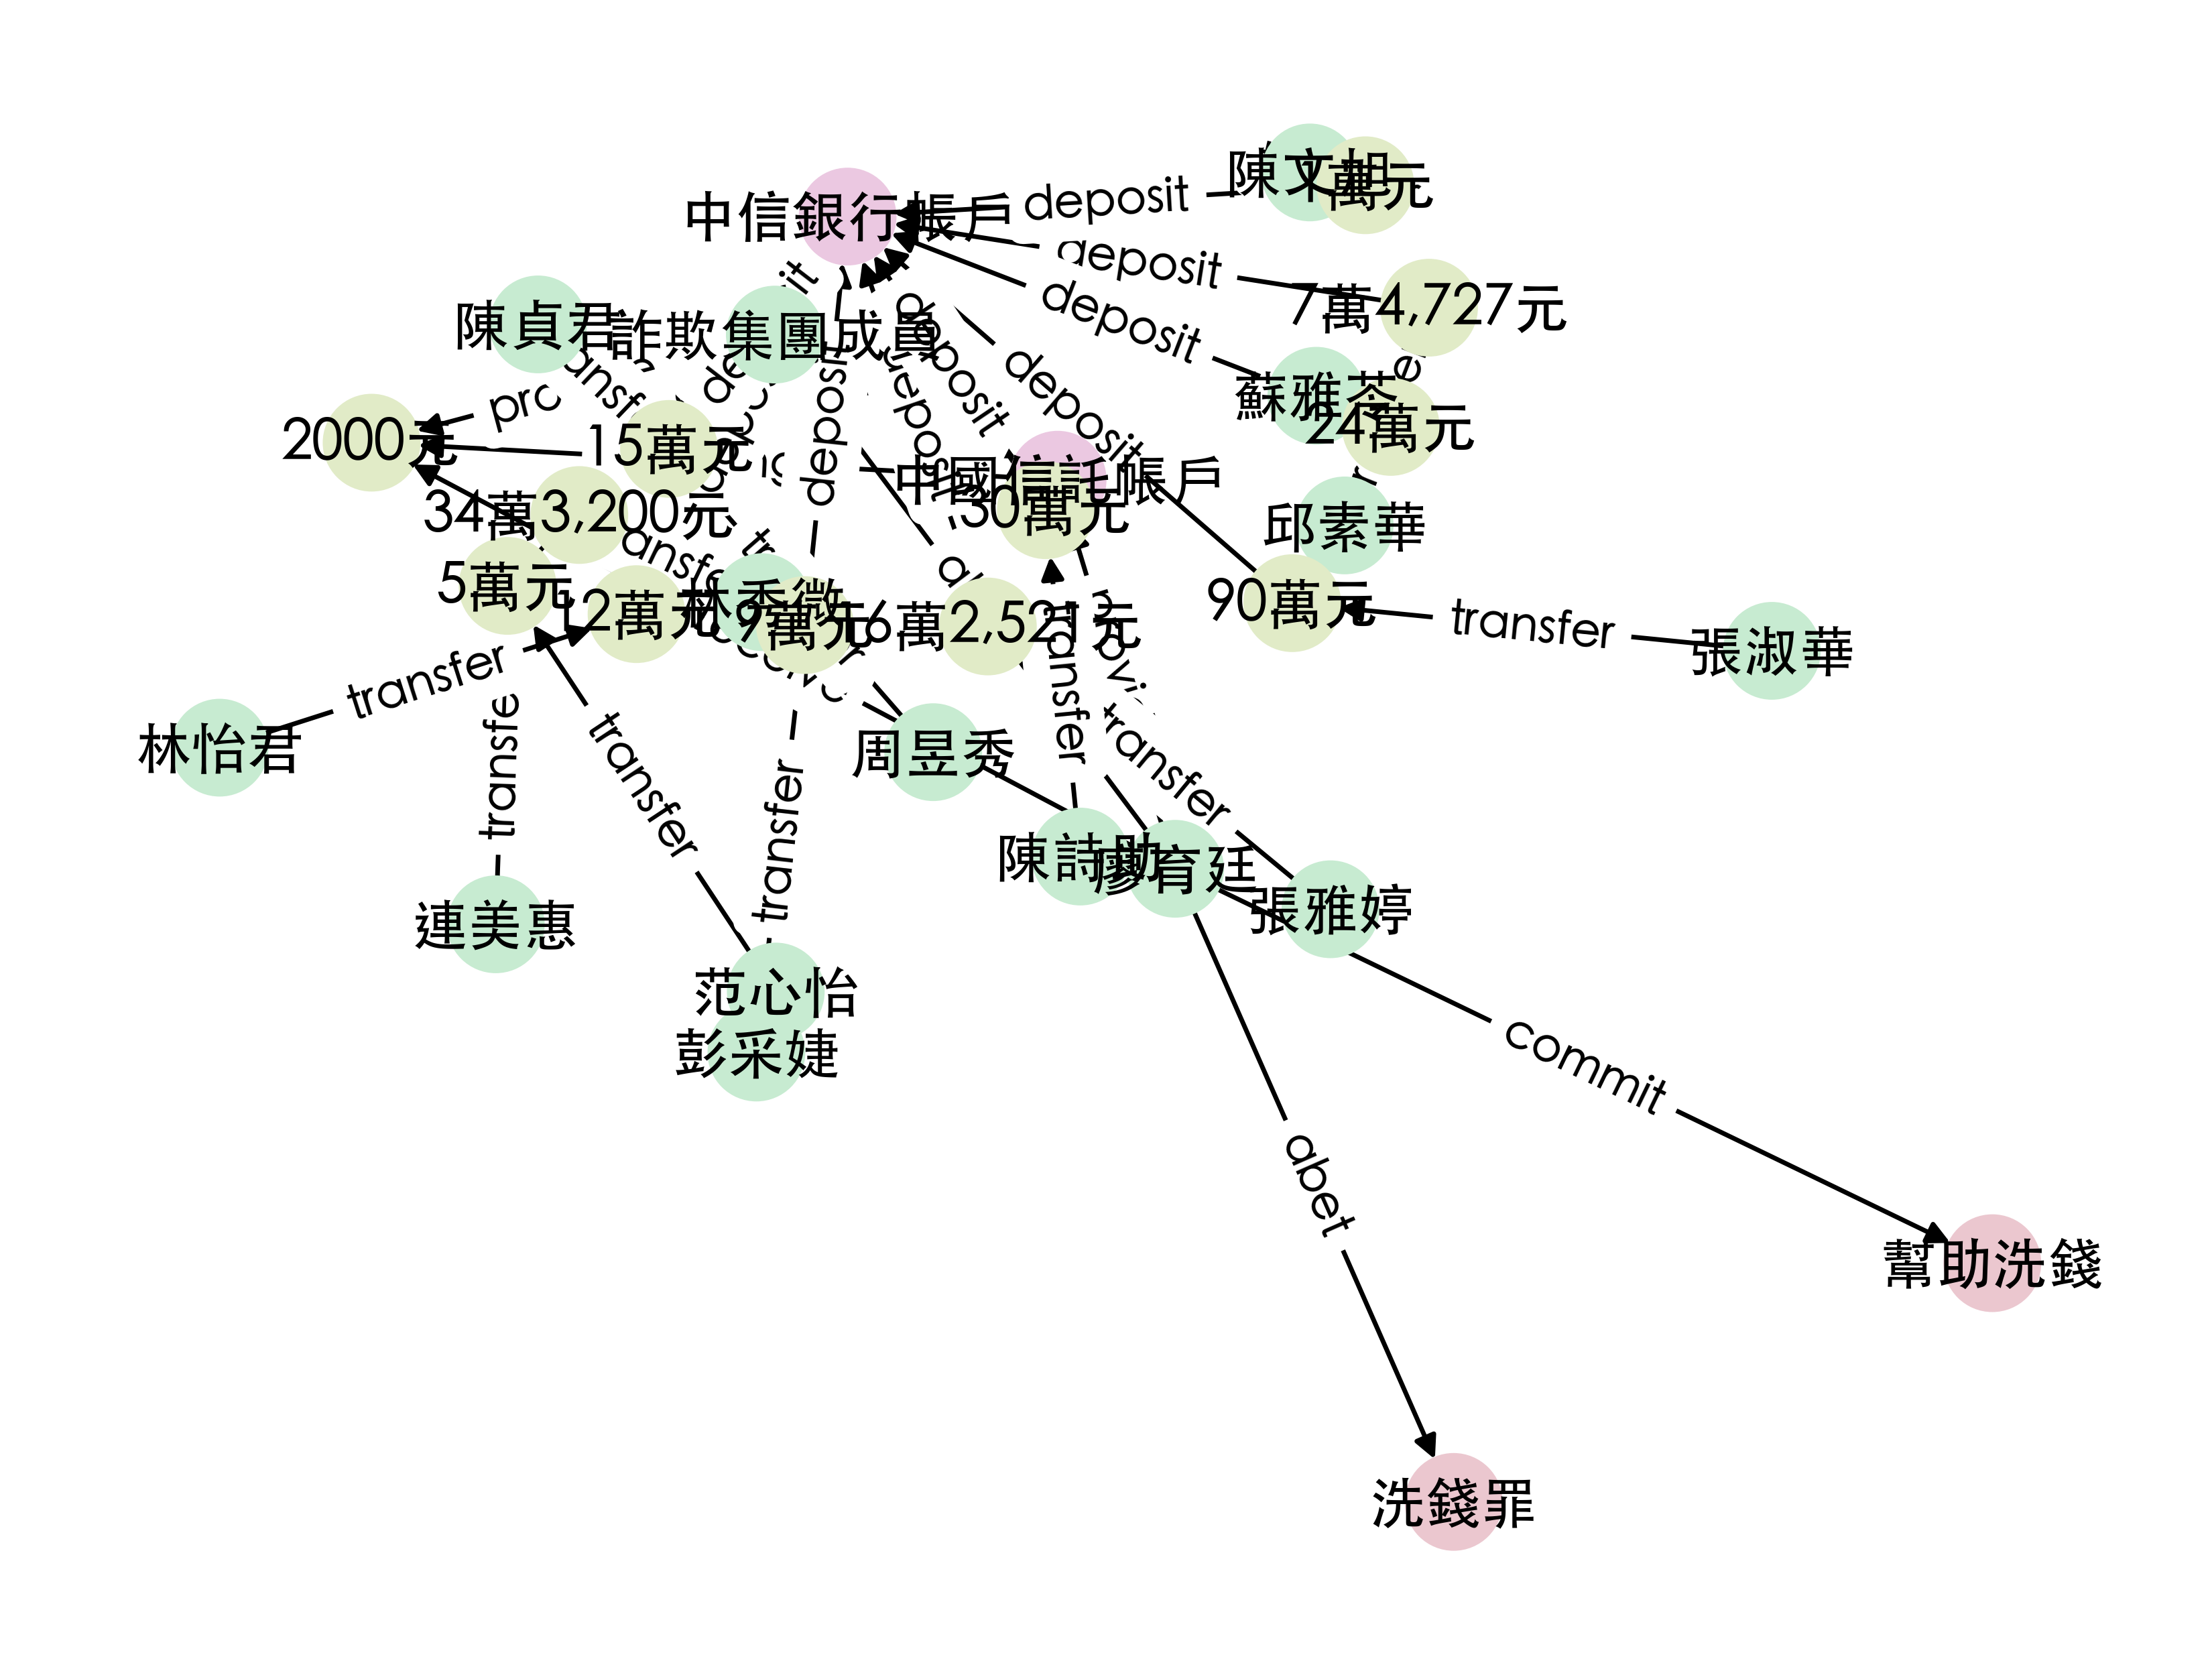 陳文旭
1萬元
中信銀行帳戶
deposit
deposit
7萬4,727元
deposit
陳貞君
詐欺集團成員
deposit
deposit
蘇雅苓
24萬元
2000元
15萬元
deposit
中國信託帳戶
34萬3,200元
30萬元
邱素華
5萬元
12萬元
林秀微
9萬元
16萬2,521元
90萬元
transfer
張淑華
transfer
林怡君
transfer
transfer
周昱秀
transfer
transfer
陳詩勘
廖育廷
張雅婷
連美惠
范心怡
彭采婕
commit
abet
幫助洗錢
洗錢罪